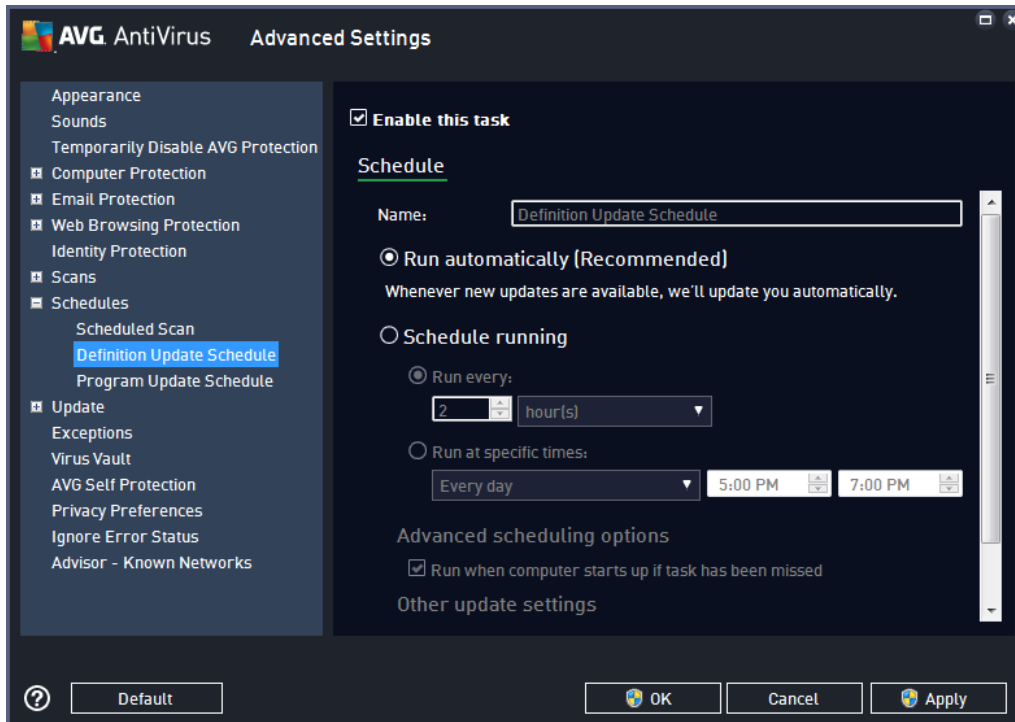 AVG AntiVirus Advanced Settings
Appearance
Sounds
Temporarily Disable AVG Protection
Computer Protection
Email Protection
Web Browsing Protection
Identity Protection
Scans
Schedules
Scheduled Scan
Definition Update Schedule
Program Update Schedule
Update
Exceptions
Virus Vault
AVG Self Protection
Privacy Preferences
Ignore Error Status
Advisor - Known Networks
Enable this task
Schedule
Name: Definition Update Schedule
Run automatically (Recommended)
Whenever new updates are available, we'll update you automatically.
Schedule running
Run every:
2 hour(s)
Run at specific times:
Every day 5:00 PM 7:00 PM
Advanced scheduling options
Run when computer starts up if task has been missed
Other update settings
? Default OK Cancel Apply